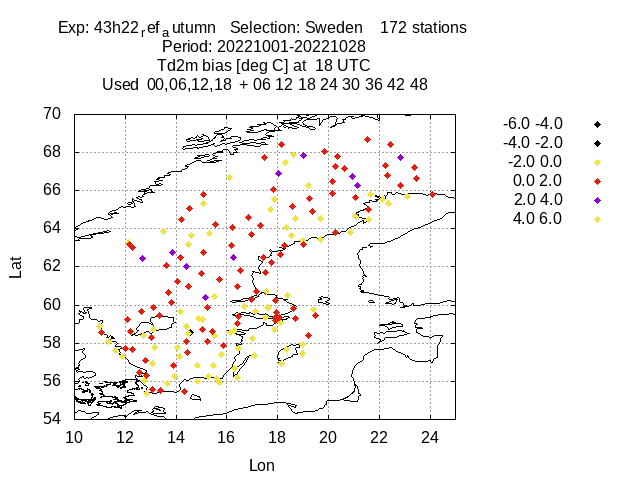 Exp: 43h22ref a utumn Selection: Sweden 172 stations
Period: 20221001-20221028
Td2m bias [deg C] at 18 UTC
Used 00,06,12,18 + 06 12 18 24 30 36 42 48
70
68
66
64
62
60
58
56
54
10 12 14 16 18 20 22 24
Lat
Lon
-6.0 -4.0
-4.0 -2.0
-2.0 0.0
0.0 2.0
2.0 4.0
4.0 6.0